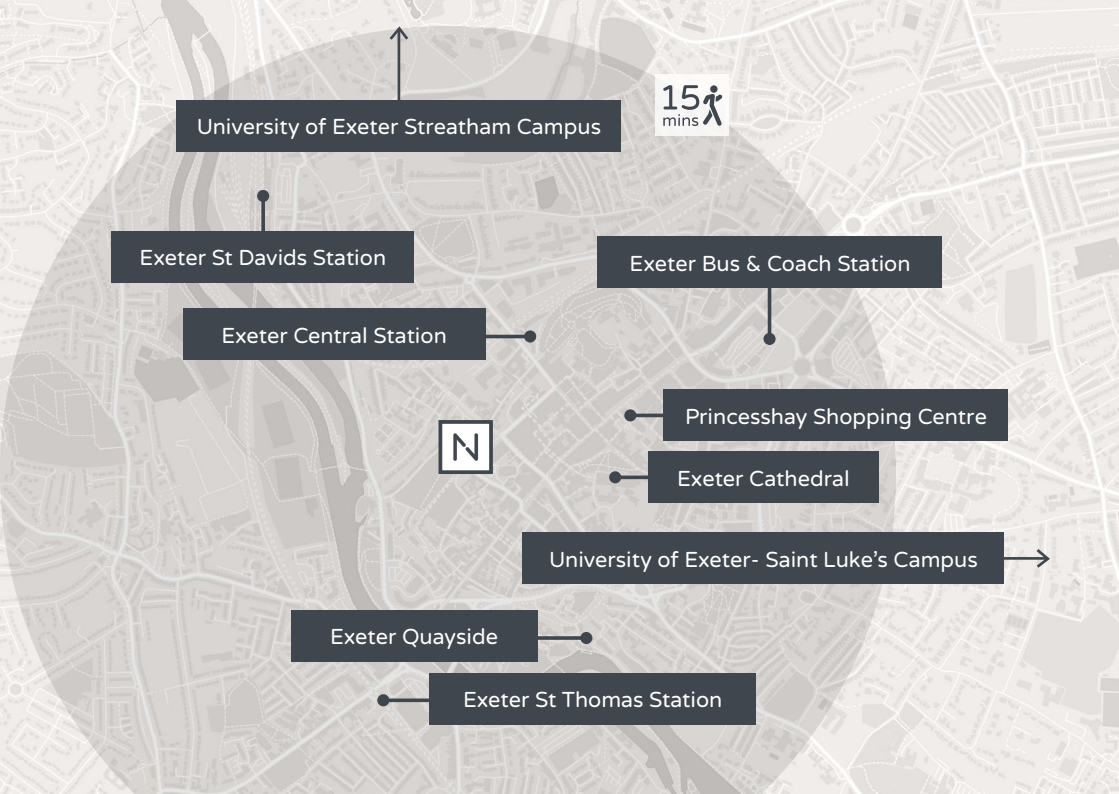 15
mins
University of Exeter Streatham Campus
Exeter St Davids Station
Exeter Bus & Coach Station
Exeter Central Station
Princesshay Shopping Centre
N
Exeter Cathedral
University of Exeter- Saint Luke’s Campus
Exeter Quayside
Exeter St Thomas Station